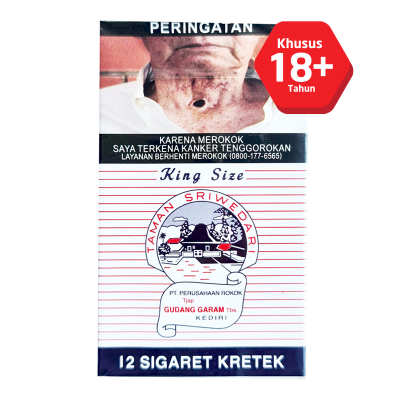 PERINGATAN
Khusus
18+
Tahun
KARENA MEROKOK
SAYA TERKENA KANKER TENGGOROKAN
LAYANAN BERHENTI MEROKOK (0800-177-6565)
King Size
TAMAN SRIWEDARI
PT. PERUSAHAAN ROKOK
Tjap
GUDANG GARAM Tbk
KEDIRI
12 SIGARET KRETEK